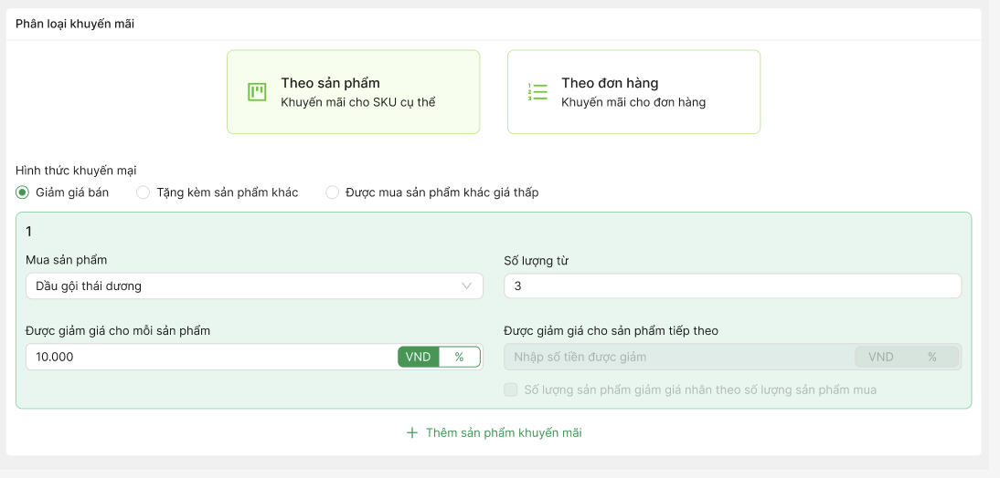 Phân loại khuyến mãi
Theo sản phẩm
Khuyến mãi cho SKU cụ thể
Theo đơn hàng
Khuyến mãi cho đơn hàng
Hình thức khuyến mại
Giảm giá bán
Tặng kèm sản phẩm khác
Được mua sản phẩm khác giá thấp
1
Mua sản phẩm
Số lượng từ
Dầu gội thái dương
3
Được giảm giá cho mỗi sản phẩm
Được giảm giá cho sản phẩm tiếp theo
10.000 VND %
Nhập số tiền được giảm VND %
Số lượng sản phẩm giảm giá nhân theo số lượng sản phẩm mua
+ Thêm sản phẩm khuyến mãi